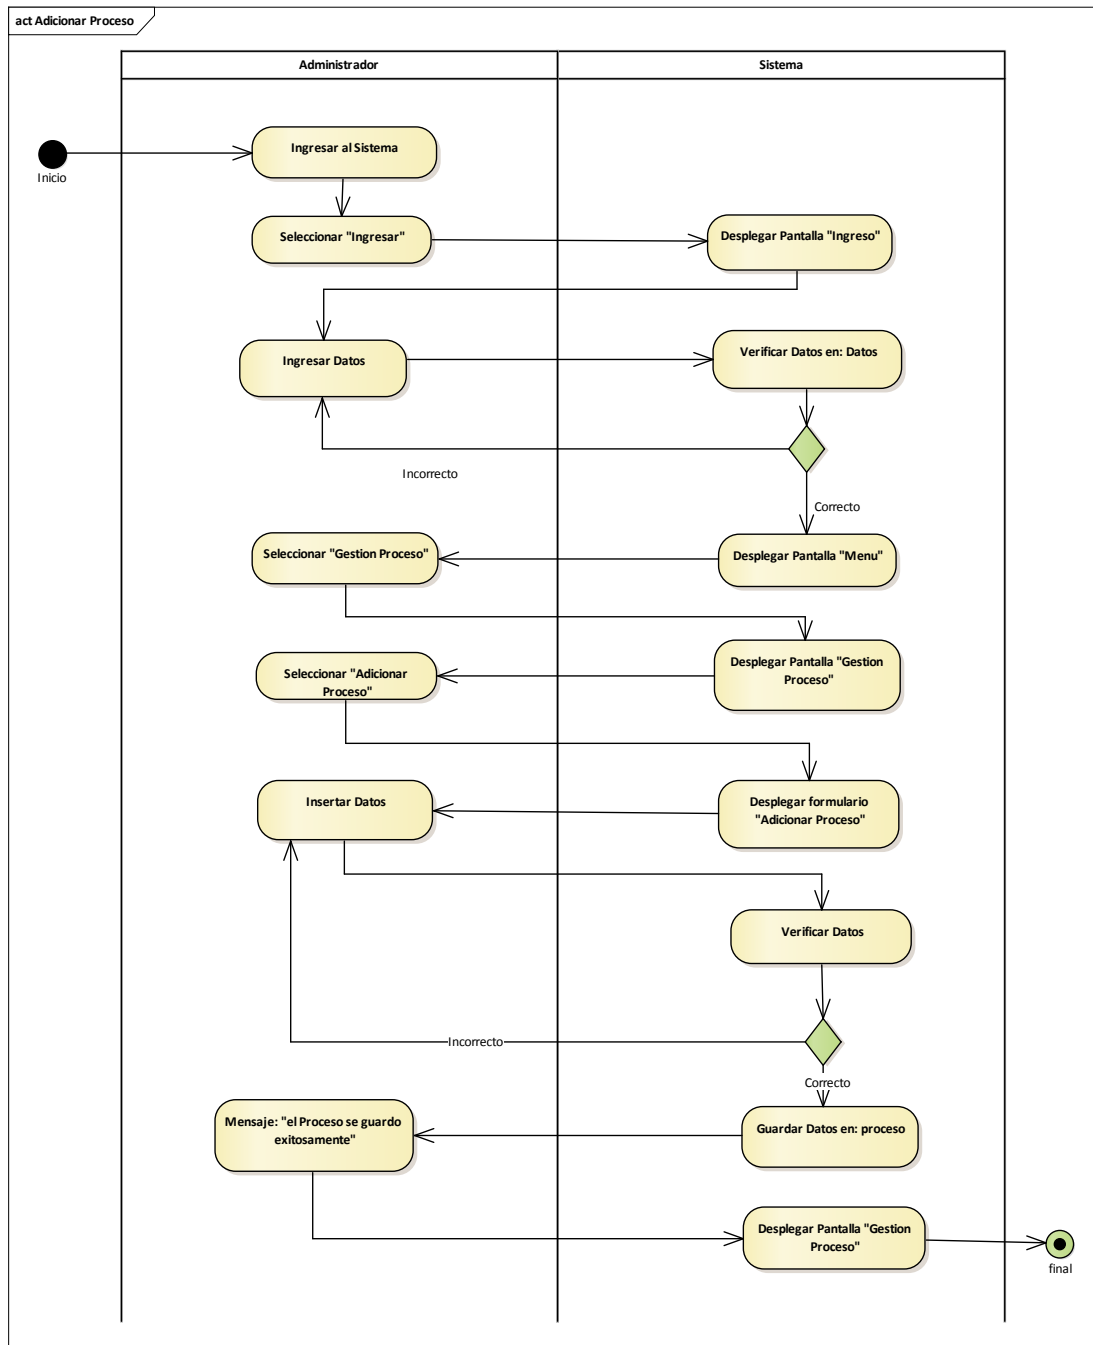 act Adicionar Proceso
Administrador
Sistema
Ingresar al Sistema
Inicio
Seleccionar "Ingresar"
Desplegar Pantalla "Ingreso"
Ingresar Datos
Verificar Datos en: Datos
Incorrecto
Correcto
Seleccionar "Gestion Proceso"
Desplegar Pantalla "Menu"
Desplegar Pantalla "Gestion
Proceso"
Seleccionar "Adicionar
Proceso"
Insertar Datos
Desplegar formulario
"Adicionar Proceso"
Verificar Datos
Incorrecto
Correcto
Mensaje: "el Proceso se guardo
exitosamente"
Guardar Datos en: proceso
Desplegar Pantalla "Gestion
Proceso"
final